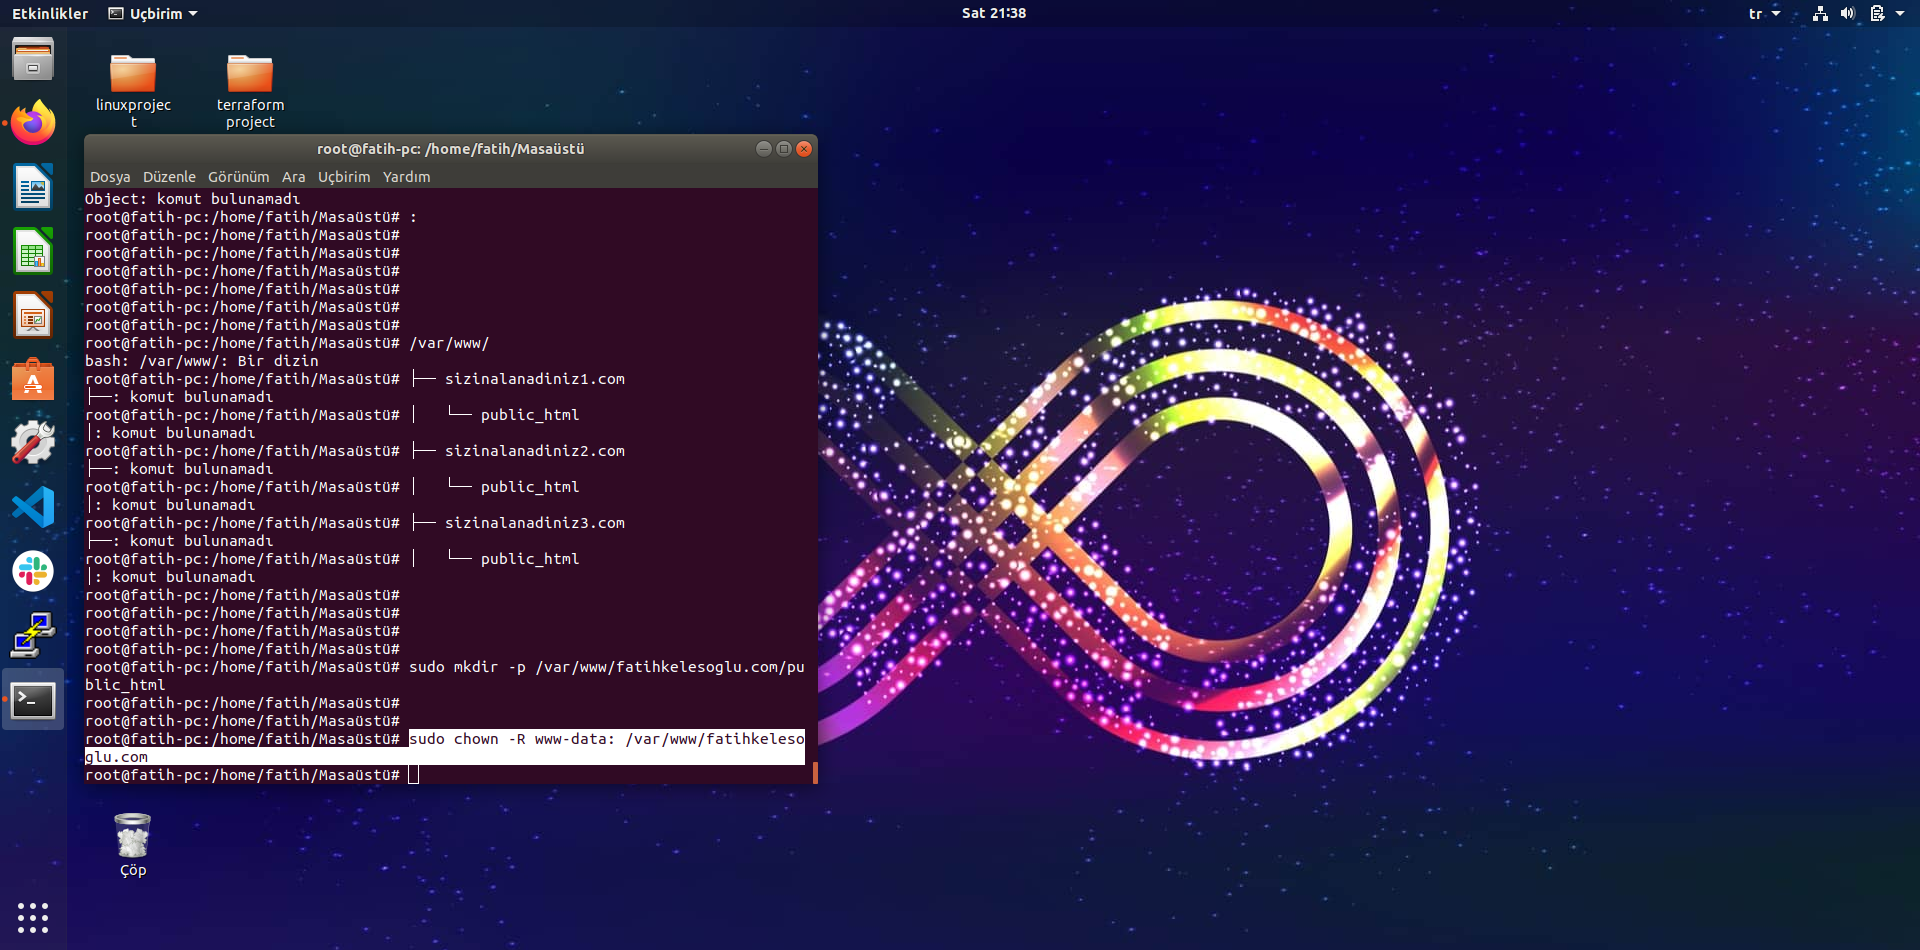 Etkinlikler
Uçbirim
Sat 21:38
tr
linuxprojec
t
terraform
project
root@fatih-pc: /home/fatih/Masaüstü
Dosya Düzenle Görünüm Ara Uçbirim Yardım
Object: komut bulunamadı
root@fatih-pc:/home/fatih/Masaüstü# :
root@fatih-pc:/home/fatih/Masaüstü#
root@fatih-pc:/home/fatih/Masaüstü#
root@fatih-pc:/home/fatih/Masaüstü#
root@fatih-pc:/home/fatih/Masaüstü#
root@fatih-pc:/home/fatih/Masaüstü#
root@fatih-pc:/home/fatih/Masaüstü#
root@fatih-pc:/home/fatih/Masaüstü# /var/www/
bash: /var/www/: Bir dizin
root@fatih-pc:/home/fatih/Masaüstü# ├── sizinalanadiniz1.com
├──: komut bulunamadı
root@fatih-pc:/home/fatih/Masaüstü# │   └── public_html
│: komut bulunamadı
root@fatih-pc:/home/fatih/Masaüstü# ├── sizinalanadiniz2.com
├──: komut bulunamadı
root@fatih-pc:/home/fatih/Masaüstü# │   └── public_html
│: komut bulunamadı
root@fatih-pc:/home/fatih/Masaüstü# ├── sizinalanadiniz3.com
├──: komut bulunamadı
root@fatih-pc:/home/fatih/Masaüstü# │   └── public_html
│: komut bulunamadı
root@fatih-pc:/home/fatih/Masaüstü#
root@fatih-pc:/home/fatih/Masaüstü#
root@fatih-pc:/home/fatih/Masaüstü#
root@fatih-pc:/home/fatih/Masaüstü#
root@fatih-pc:/home/fatih/Masaüstü# sudo mkdir -p /var/www/fatihkelesoglu.com/pu
blic_html
root@fatih-pc:/home/fatih/Masaüstü#
root@fatih-pc:/home/fatih/Masaüstü#
root@fatih-pc:/home/fatih/Masaüstü# sudo chown -R www-data: /var/www/fatihkeleso
glu.com
root@fatih-pc:/home/fatih/Masaüstü#
Çöp